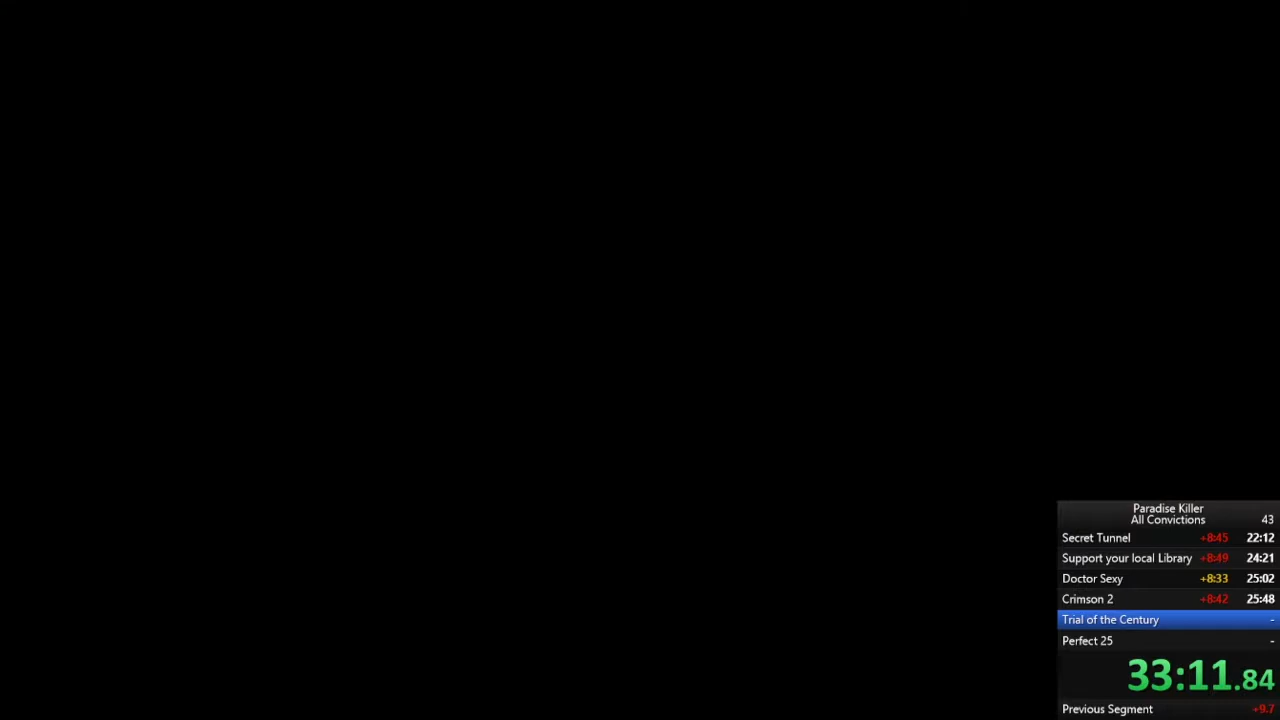 Paradise Killer
All Convictions 43
Secret Tunnel +8:45 22:12
Support your local Library +8:49 24:21
Doctor Sexy +8:33 25:02
Crimson 2 +8:42 25:48
Trial of the Century -
Perfect 25 -
33:11.84
Previous Segment +9.7